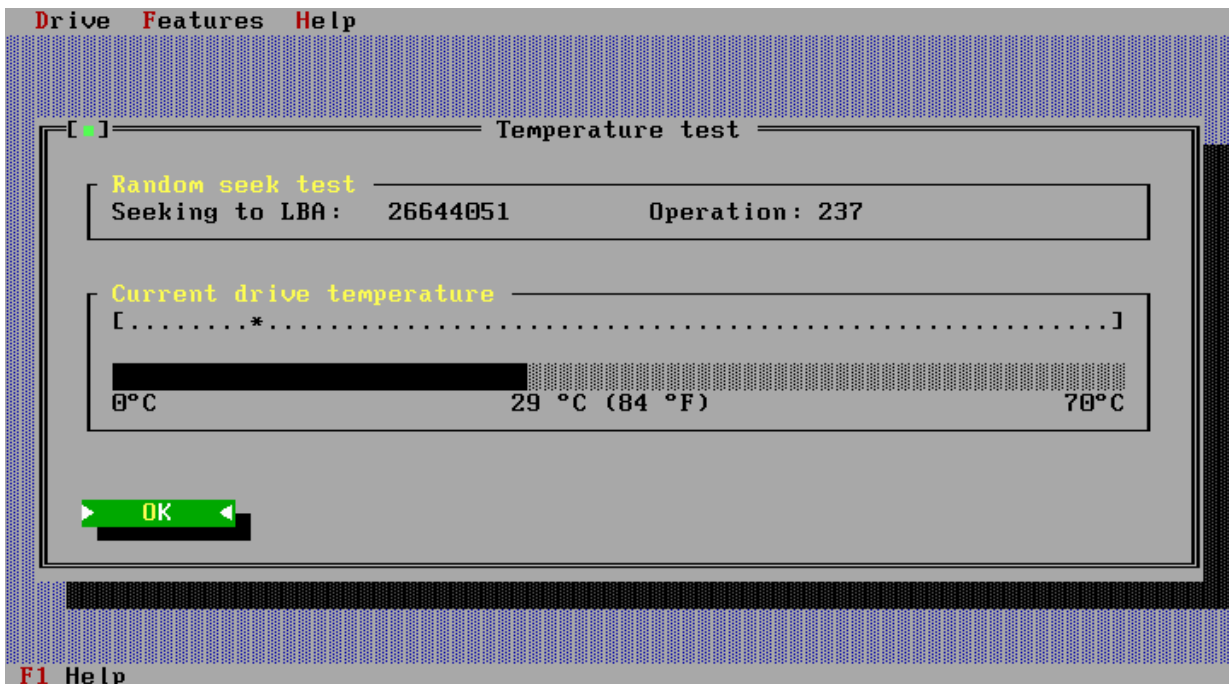 Drive Features Help
[■] Temperature test
Random seek test
Seeking to LBA: 26644051 Operation: 237
Current drive temperature
[........*.......................................................]
0°C 29 °C (84 °F) 70°C
► OK ◄
F1 Help